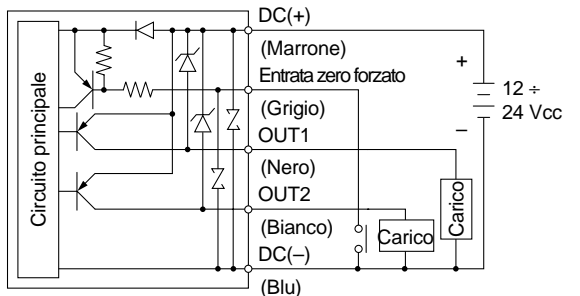 Circuito principale
DC(+)
(Marrone)
Entrata zero forzato
(Grigio)
OUT1
(Nero)
OUT2
(Bianco)
DC(–)
(Blu)
Carico
Carico
+
12 ÷
24 Vcc
–